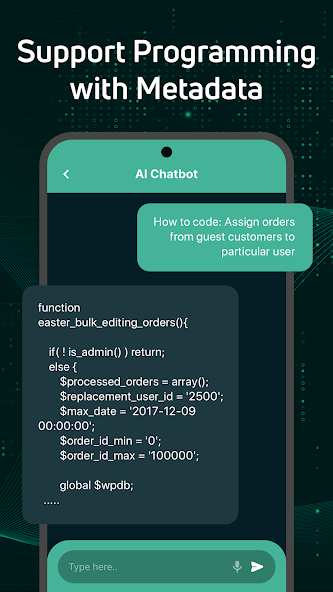 Support Programming
with Metadata
AI Chatbot
How to code: Assign orders
from guest customers to
particular user
function
easter_bulk_editing_orders(){
if( ! is_admin() ) return;
else {
$processed_orders = array();
$replacement_user_id = '2500';
$max_date = '2017-12-09
00:00:00';
$order_id_min = '0';
$order_id_max = '100000';
global $wpdb;
.....
Type here..